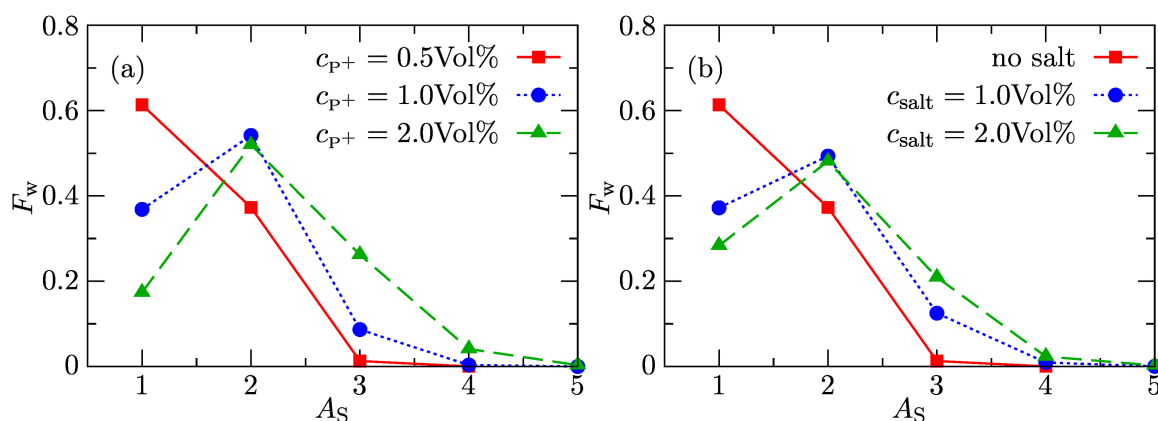 0.8
0.6
0.4
0.2
0
F_w
(a)
c_P+ = 0.5Vol%
c_P+ = 1.0Vol%
c_P+ = 2.0Vol%
1 2 3 4 5
A_S
0.8
0.6
0.4
0.2
0
F_w
(b)
no salt
c_salt = 1.0Vol%
c_salt = 2.0Vol%
1 2 3 4 5
A_S